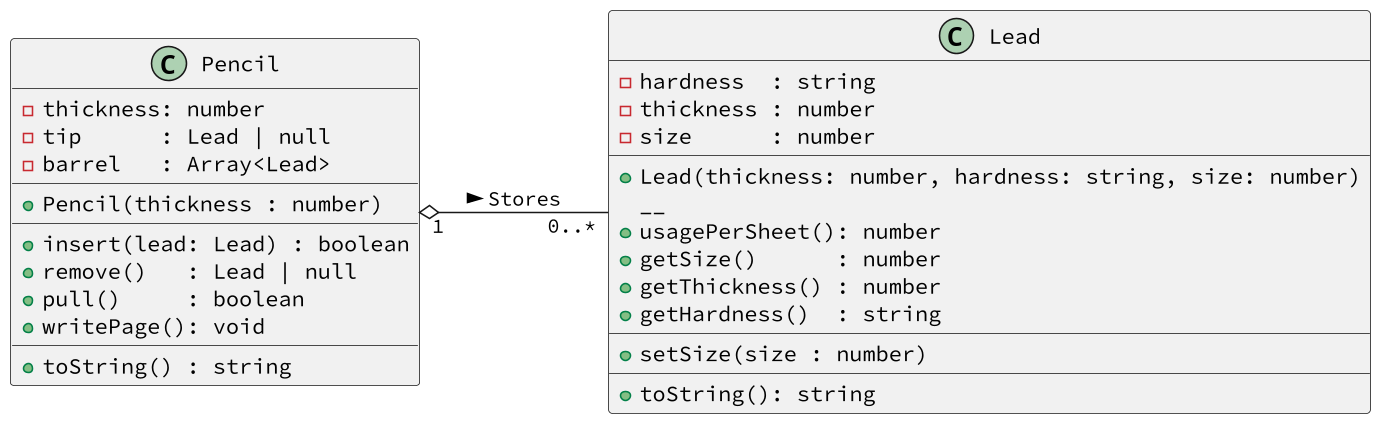 C Pencil
thickness: number
tip      : Lead | null
barrel   : Array<Lead>
Pencil(thickness : number)
insert(lead: Lead) : boolean
remove()   : Lead | null
pull()     : boolean
writePage(): void
toString() : string
Stores
1
0..*
C Lead
hardness  : string
thickness : number
size      : number
Lead(thickness: number, hardness: string, size: number)
__
usagePerSheet(): number
getSize()      : number
getThickness() : number
getHardness()  : string
setSize(size : number)
toString(): string